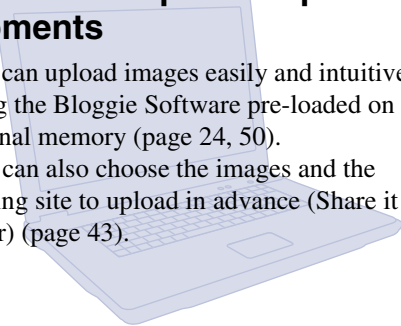 oments
can upload images easily and intuitive
g the Bloggie Software pre-loaded on
nal memory (page 24, 50).
can also choose the images and the
ing site to upload in advance (Share it
r) (page 43).